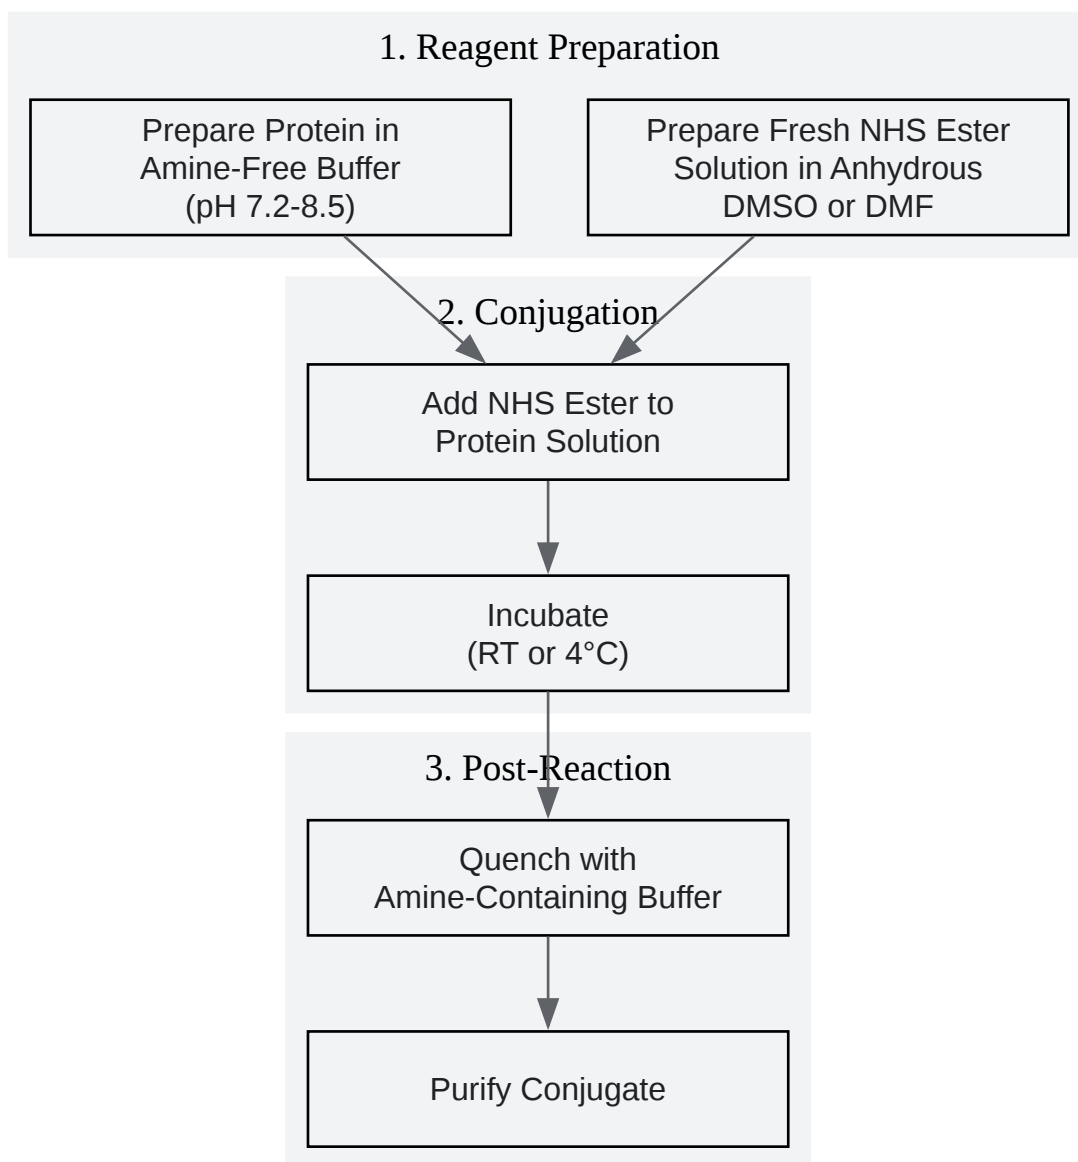 1. Reagent Preparation
Prepare Protein in
Amine-Free Buffer
(pH 7.2-8.5)
Prepare Fresh NHS Ester
Solution in Anhydrous
DMSO or DMF
2. Conjugation
Add NHS Ester to
Protein Solution
Incubate
(RT or 4°C)
3. Post-Reaction
Quench with
Amine-Containing Buffer
Purify Conjugate